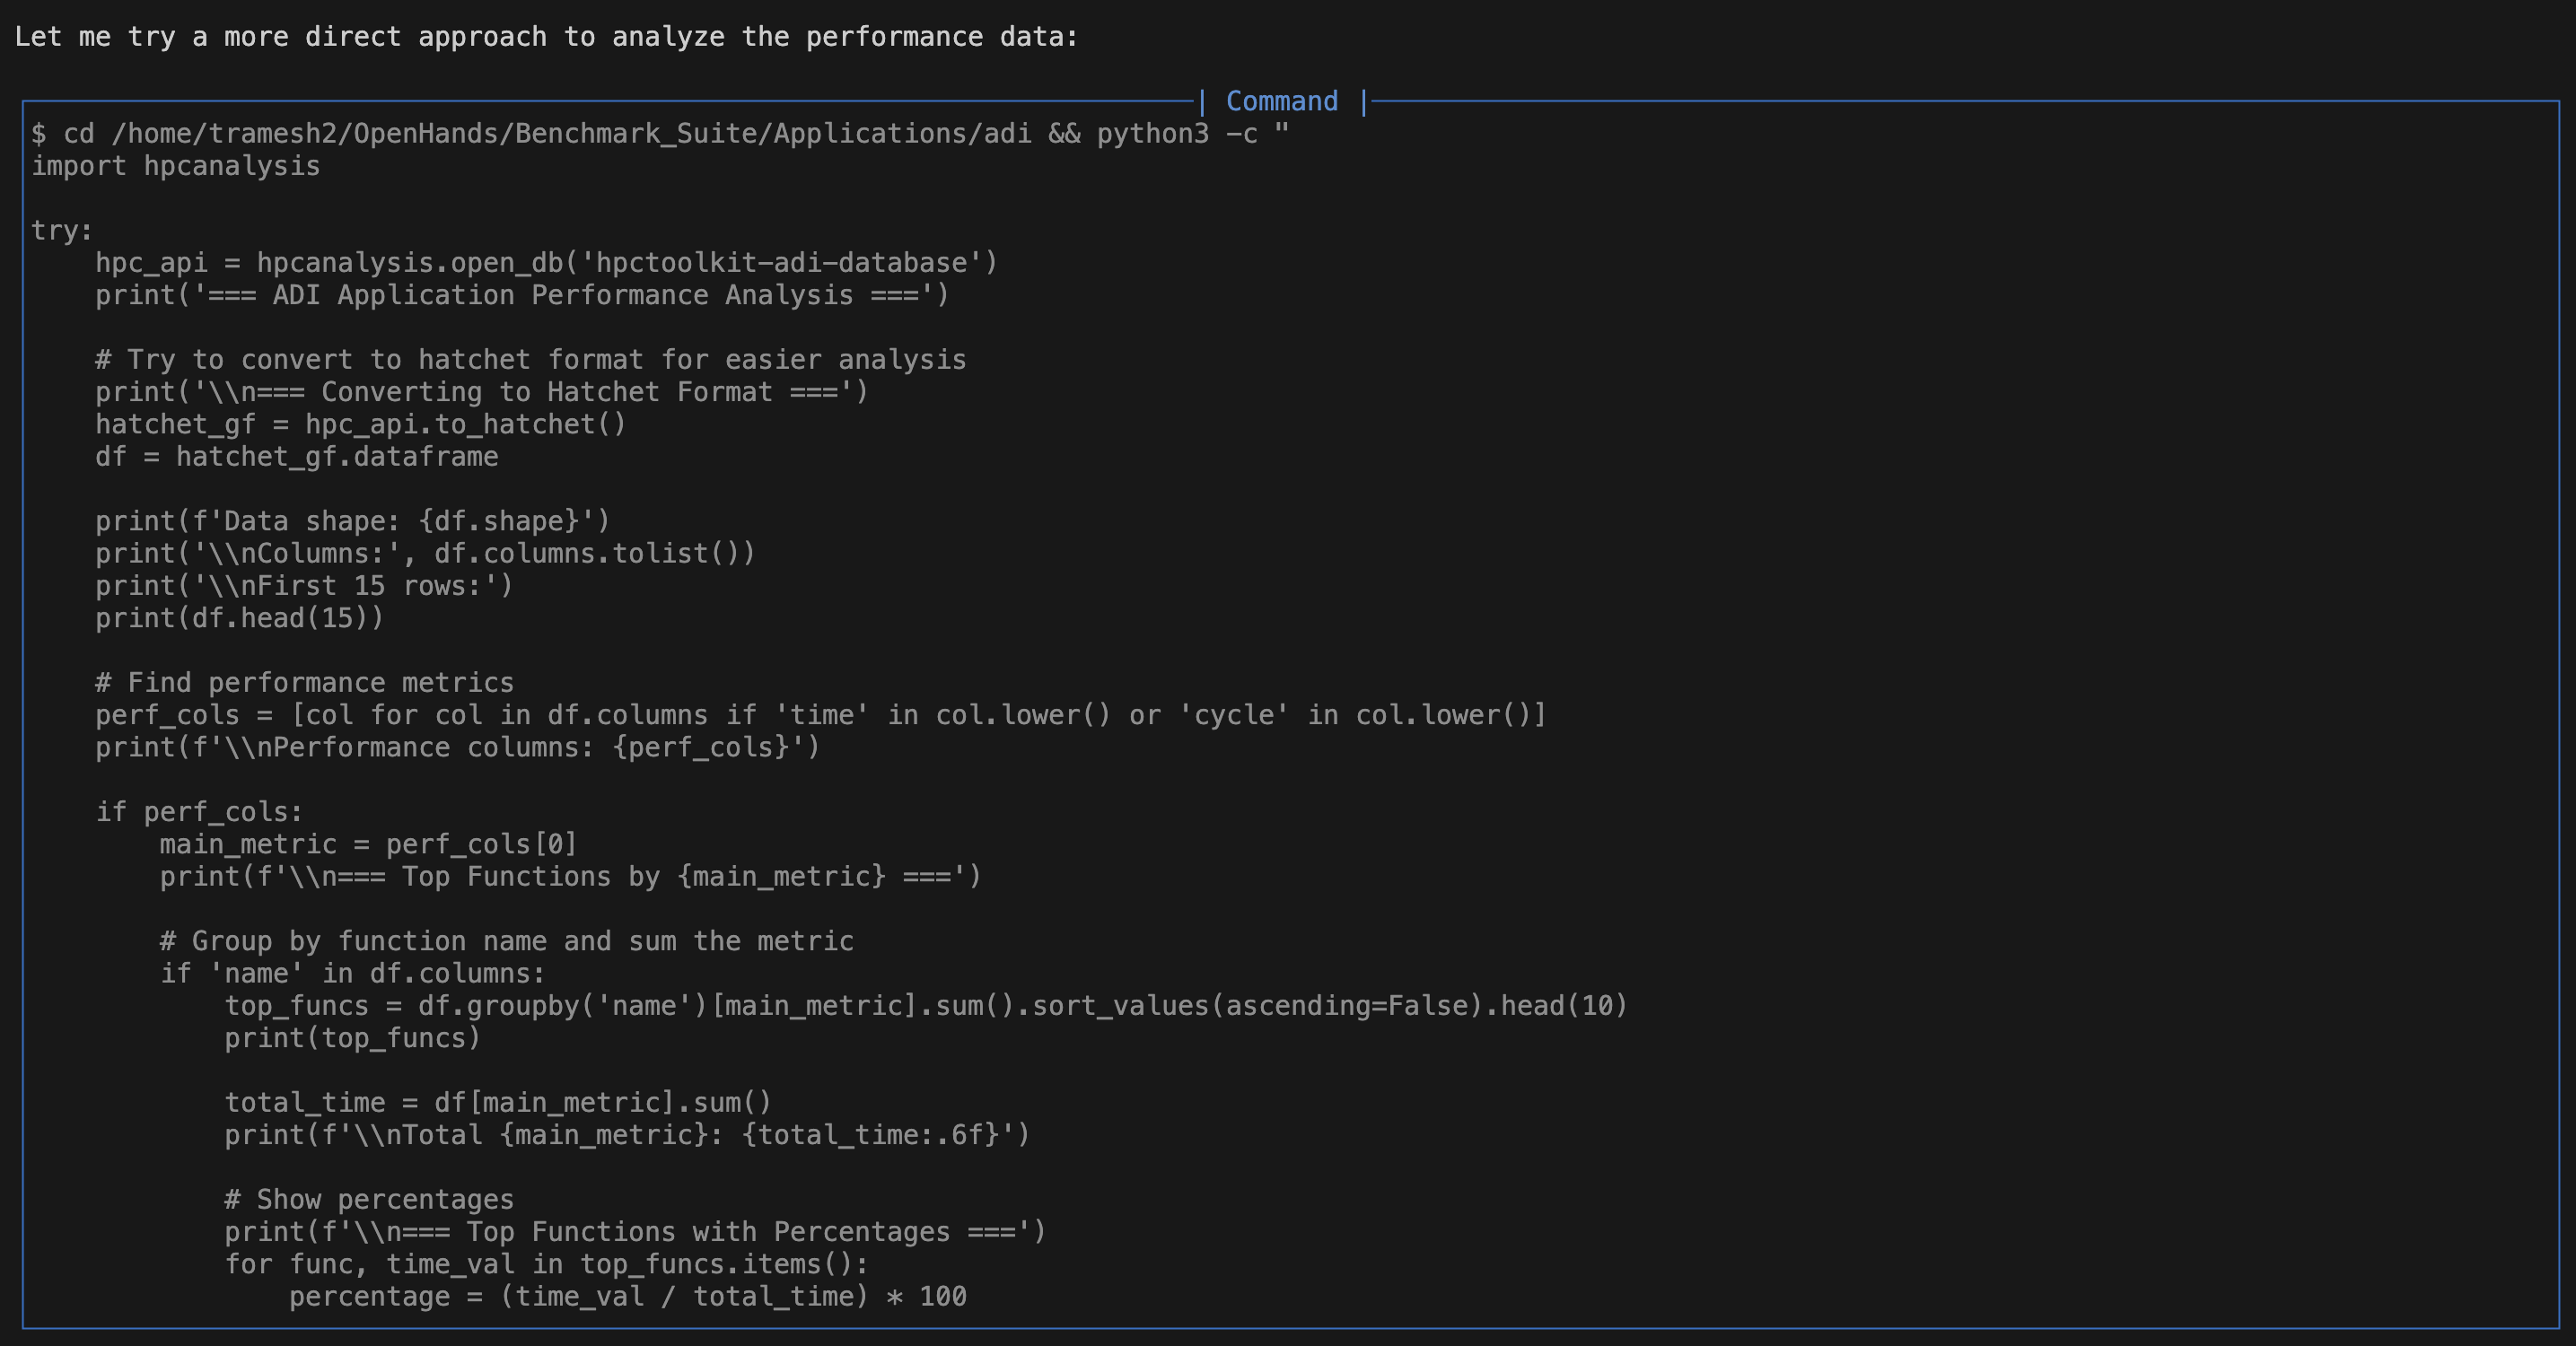 Let me try a more direct approach to analyze the performance data:
| Command |
$ cd /home/tramesh2/OpenHands/Benchmark_Suite/Applications/adi && python3 -c "
import hpcanalysis
try:
    hpc_api = hpcanalysis.open_db('hpctoolkit-adi-database')
    print('=== ADI Application Performance Analysis ===')
    # Try to convert to hatchet format for easier analysis
    print('\\n=== Converting to Hatchet Format ===')
    hatchet_gf = hpc_api.to_hatchet()
    df = hatchet_gf.dataframe
    print(f'Data shape: {df.shape}')
    print('\\nColumns:', df.columns.tolist())
    print('\\nFirst 15 rows:')
    print(df.head(15))
    # Find performance metrics
    perf_cols = [col for col in df.columns if 'time' in col.lower() or 'cycle' in col.lower()]
    print(f'\\nPerformance columns: {perf_cols}')
    if perf_cols:
        main_metric = perf_cols[0]
        print(f'\\n=== Top Functions by {main_metric} ===')
        # Group by function name and sum the metric
        if 'name' in df.columns:
            top_funcs = df.groupby('name')[main_metric].sum().sort_values(ascending=False).head(10)
            print(top_funcs)
            total_time = df[main_metric].sum()
            print(f'\\nTotal {main_metric}: {total_time:.6f}')
            # Show percentages
            print(f'\\n=== Top Functions with Percentages ===')
            for func, time_val in top_funcs.items():
                percentage = (time_val / total_time) * 100